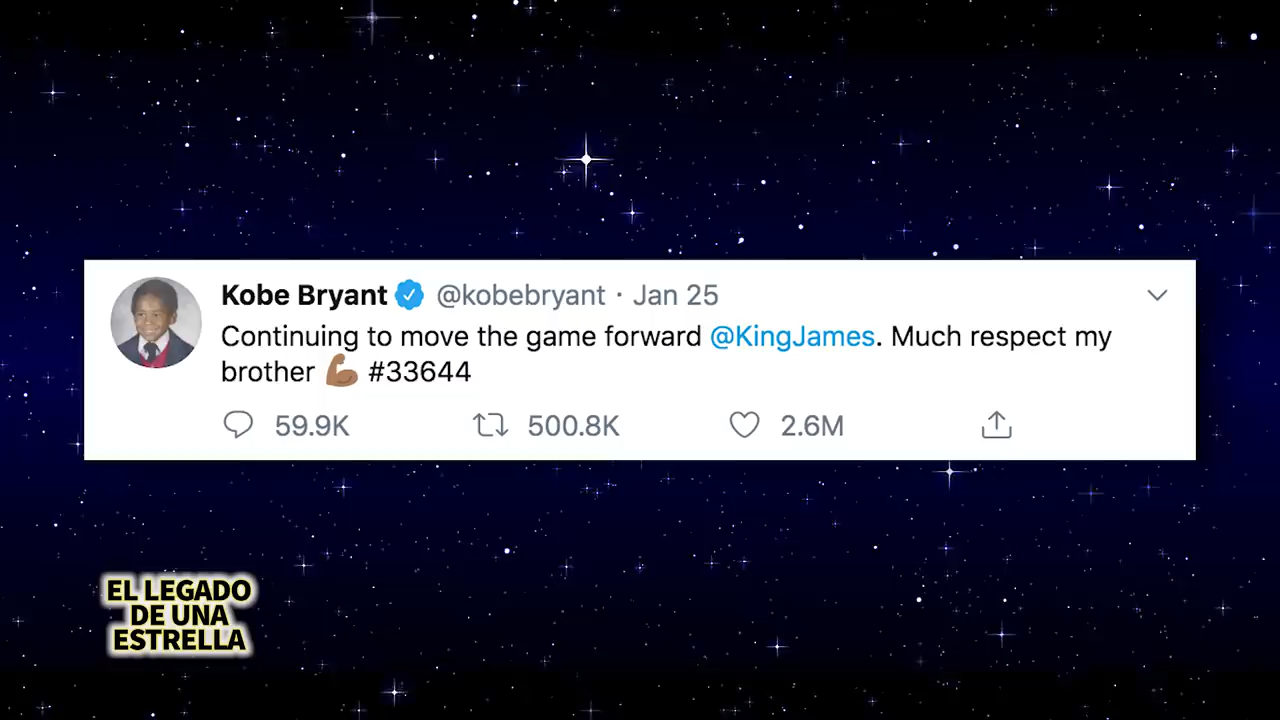 Kobe Bryant @kobebryant · Jan 25
Continuing to move the game forward @KingJames. Much respect my
brother 💪🏾 #33644
59.9K 500.8K 2.6M
EL LEGADO
DE UNA
ESTRELLA